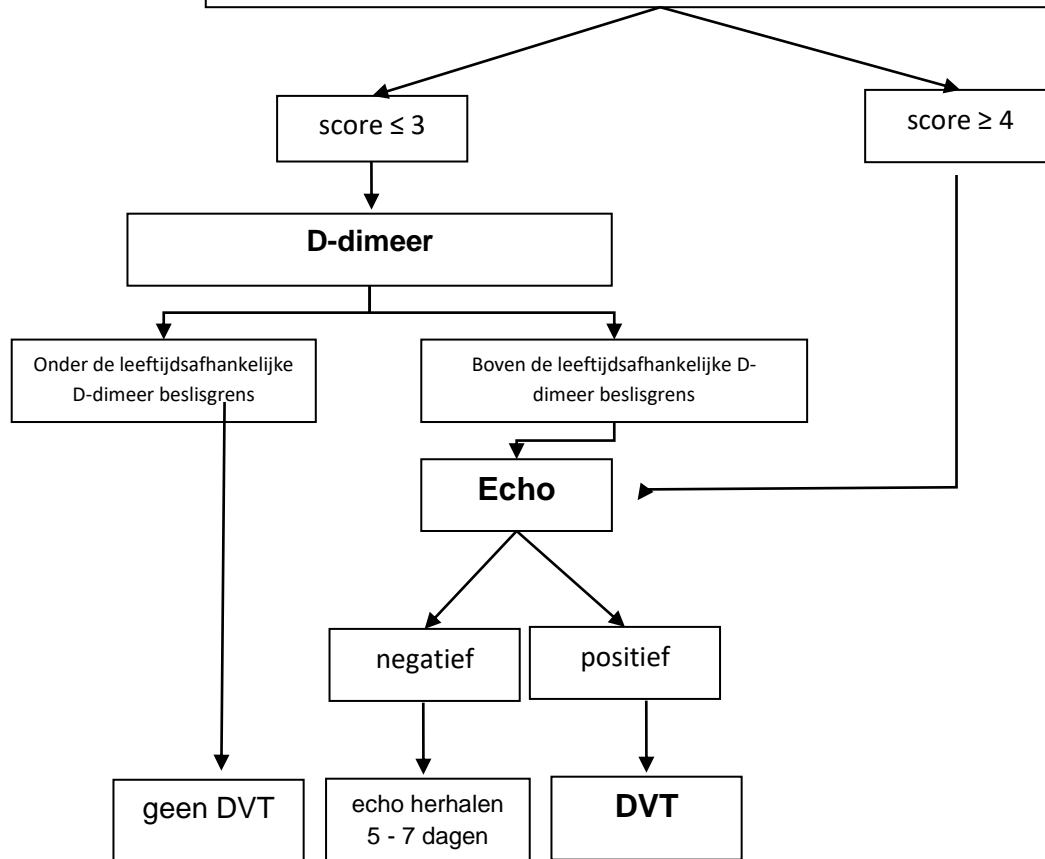 score ≤ 3
score ≥ 4
D-dimeer
Onder de leeftijdsafhankelijke
D-dimeer beslisgrens
Boven de leeftijdsafhankelijke D-
dimeer beslisgrens
Echo
negatief
positief
geen DVT
echo herhalen
5 - 7 dagen
DVT